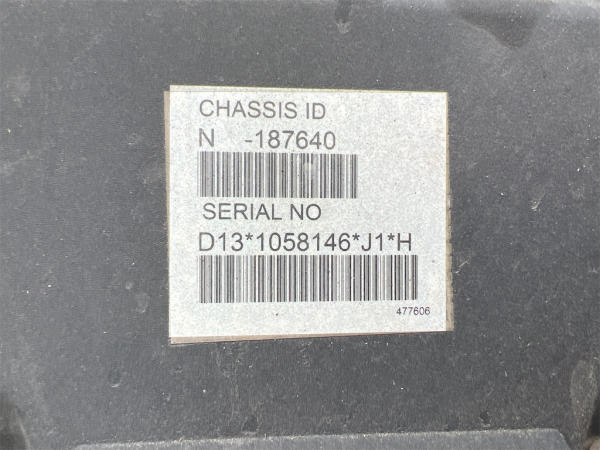 CHASSIS ID
N -187640
SERIAL NO
D13*1058146*J1*H
477606